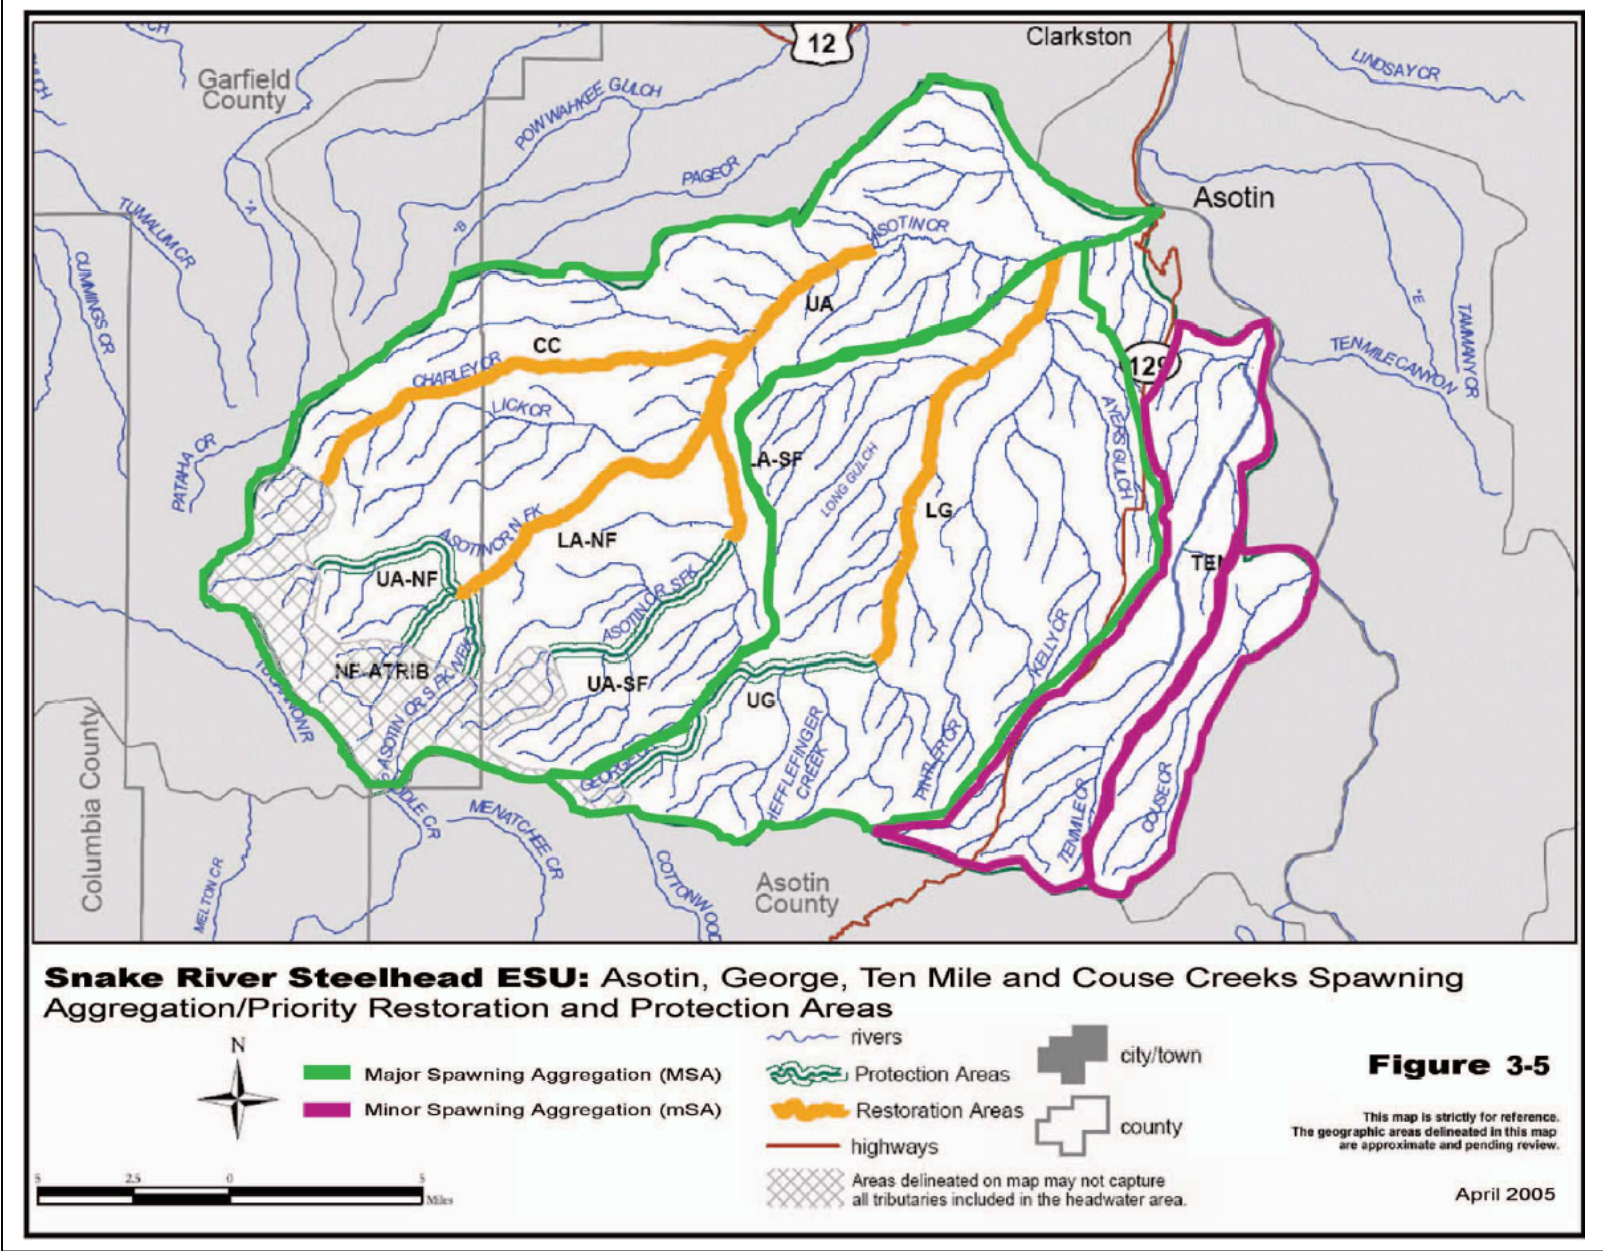 12
Clarkston
LINDSAY CR
Garfield
County
POW WAHKEE GULCH
PAGE CR
"A
"B
TUMALUM CR
CUMMINGS CR
Asotin
ASOTIN CR
UA
"E
TAMMANY CR
TENMILE CANYON
129
CC
CHARLEY CR
LICK CR
PATAHA CR
AYERS GULCH
LA-SF
LONG GULCH
LG
ASOTIN CR N FK
LA-NF
UA-NF
TEN
ASOTIN CR S FK
NF-ATRIB
UA-SF
KELLY CR
UG
GEORGE CR
HEFFLEFINGER
CREEK
PINTLER CR
TENMILE CR
COUSE CR
Columbia County
MELTON CR
MENATCHEE CR
COTTONWOOD
Asotin
County
Snake River Steelhead ESU: Asotin, George, Ten Mile and Couse Creeks Spawning
Aggregation/Priority Restoration and Protection Areas
N
Major Spawning Aggregation (MSA)
Minor Spawning Aggregation (mSA)
rivers
Protection Areas
Restoration Areas
highways
Areas delineated on map may not capture
all tributaries included in the headwater area.
city/town
county
Figure 3-5
This map is strictly for reference.
The geographic areas delineated in this map
are approximate and pending review.
April 2005
5 2.5 0 5
Miles